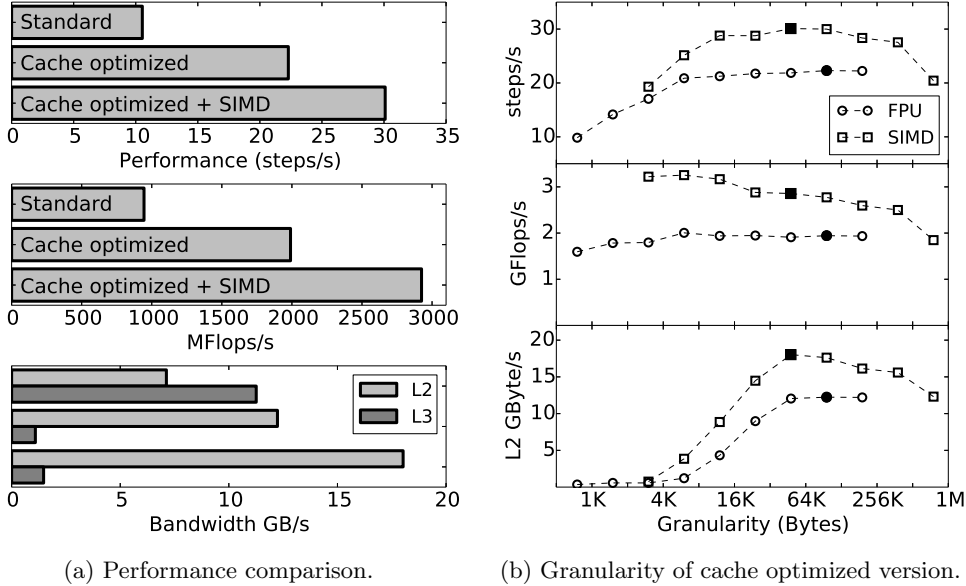 Standard
Cache optimized
Cache optimized + SIMD
0 5 10 15 20 25 30 35
Performance (steps/s)
Standard
Cache optimized
Cache optimized + SIMD
0 500 1000 1500 2000 2500 3000
MFlops/s
L2
L3
0 5 10 15 20
Bandwidth GB/s
(a) Performance comparison.
30
20
10
steps/s
FPU
SIMD
3
2
1
GFlops/s
20
15
10
5
L2 GByte/s
1K 4K 16K 64K 256K 1M
Granularity (Bytes)
(b) Granularity of cache optimized version.